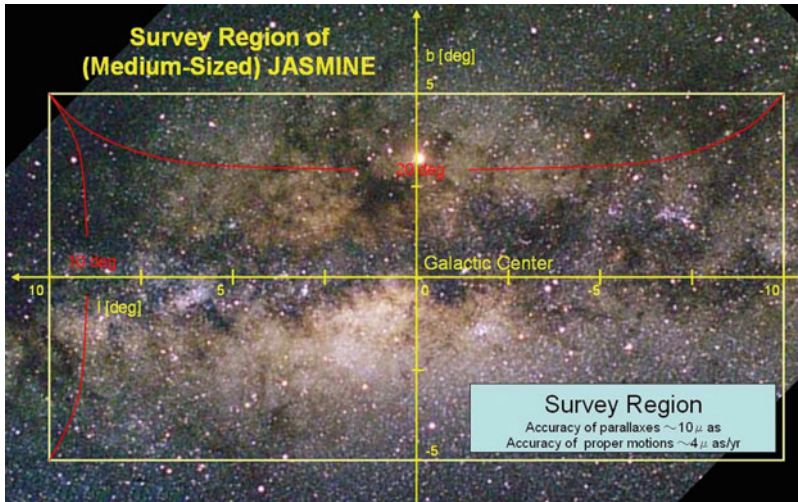 Survey Region of
(Medium-Sized) JASMINE
b [deg]
5
20 deg
10 deg
Galactic Center
10
5
0
-5
-10
l [deg]
-5
Survey Region
Accuracy of parallaxes ~10μ as
Accuracy of proper motions ~4μ as/yr